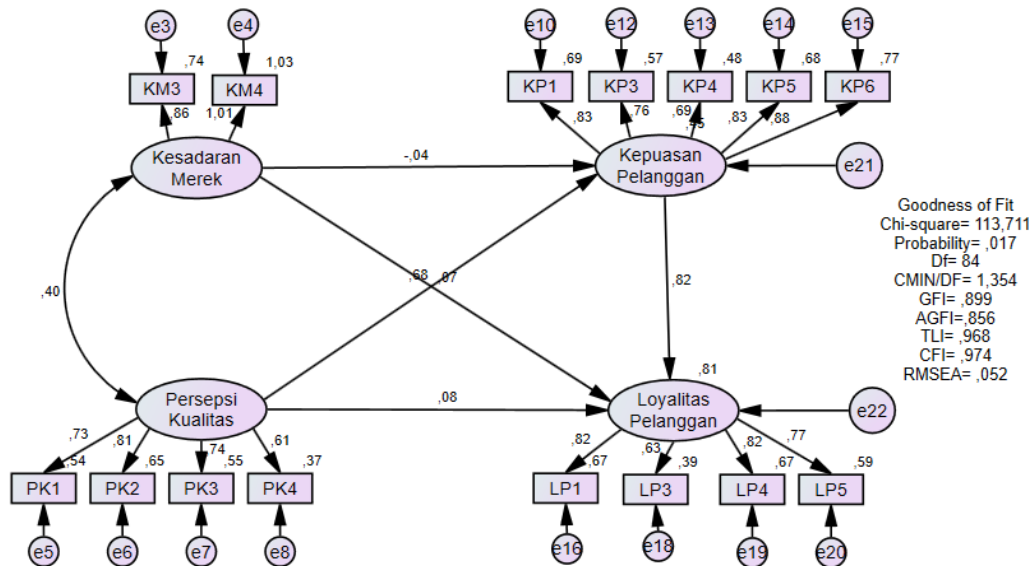 e3
e4
,74
1,03
KM3
KM4
,86
1,01
Kesadaran
Merek
e10
e12
e13
e14
e15
,69
,57
,48
,68
,77
KP1
KP3
KP4
KP5
KP6
,83
,76
,69
,83
,88
,45
Kepuasan
Pelanggan
e21
-,04
,40
,68
,07
,82
Goodness of Fit
Chi-square= 113,711
Probability= ,017
Df= 84
CMIN/DF= 1,354
GFI= ,899
AGFI= ,856
TLI= ,968
CFI= ,974
RMSEA= ,052
Persepsi
Kualitas
,08
,81
Loyalitas
Pelanggan
e22
,73
,81
,74
,61
,54
,65
,55
,37
PK1
PK2
PK3
PK4
e5
e6
e7
e8
,82
,63
,82
,77
,67
,39
,67
,59
LP1
LP3
LP4
LP5
e16
e18
e19
e20